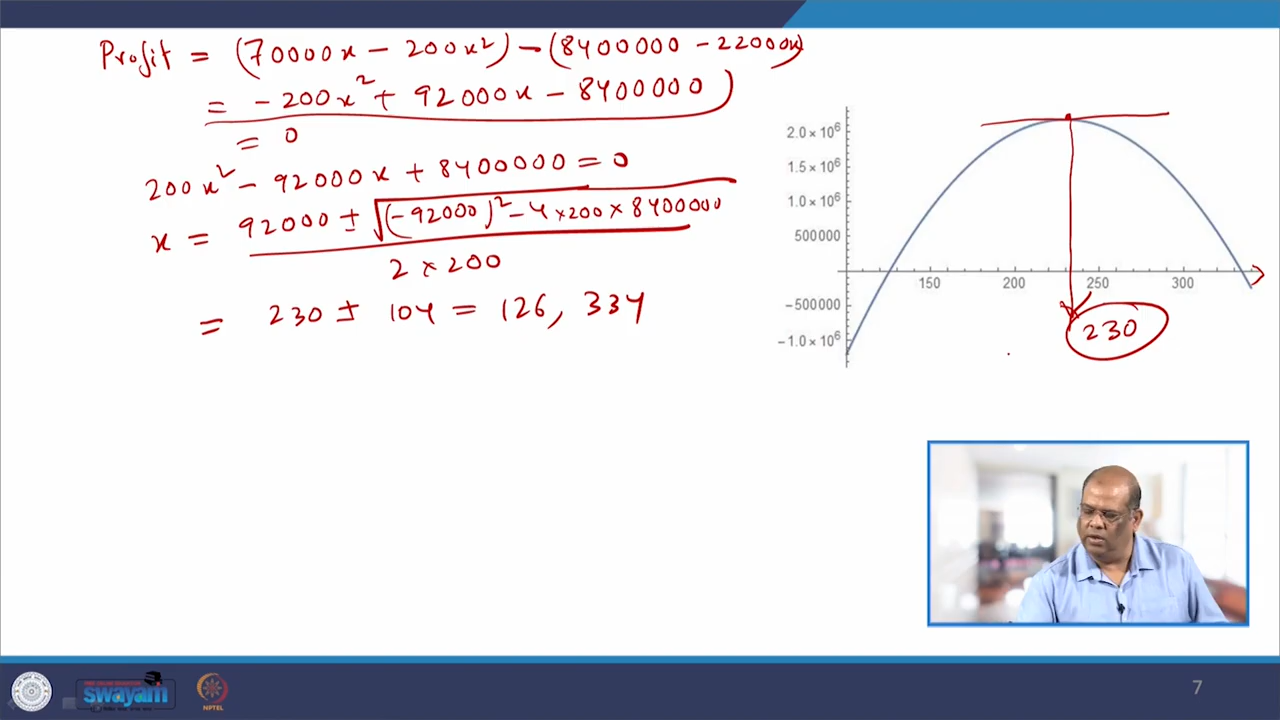 Profit = (70000x - 200x²) - (8400000 - 22000x)
= - 200x² + 92000x - 8400000)
= 0
200x² - 92000x + 8400000 = 0
x = 92000 ± √(-92000)² - 4 × 200 × 8400000
2 × 200
= 230 ± 104 = 126, 334
2.0 × 10⁶
1.5 × 10⁶
1.0 × 10⁶
500000
-500000
-1.0 × 10⁶
150 200 250 300
230
swayam
NPTEL
7